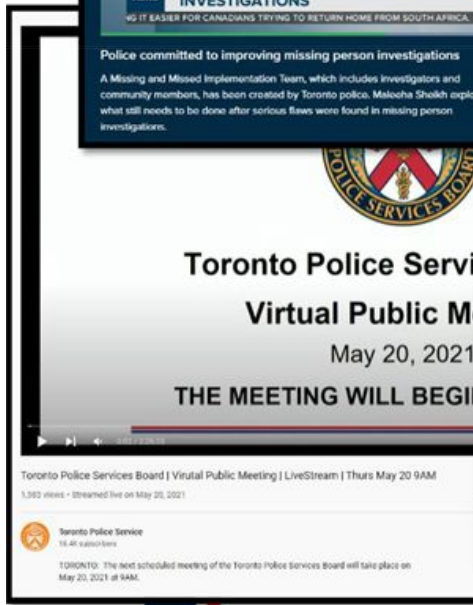 INVESTIGATIONS
NG IT EASIER FOR CANADIANS TRYING TO RETURN HOME FROM SOUTH AFRICA
Police committed to improving missing person investigations
A Missing and Missed Implementation Team, which includes investigators and
community members, has been created by Toronto police. Maleeha Sheikh explo
what still needs to be done after serious flaws were found in missing person
investigations.
POLICE SERVICES BOARD
Toronto Police Servi
Virtual Public M
May 20, 2021
THE MEETING WILL BEGI
Toronto Police Services Board | Virutal Public Meeting | LiveStream | Thurs May 20 9AM
views • Streamed live on May 20, 2021
Toronto Police Service
16.4K subscribers
TORONTO: The next scheduled meeting of the Toronto Police Services Board will take place on
May 20, 2021 at 9AM.